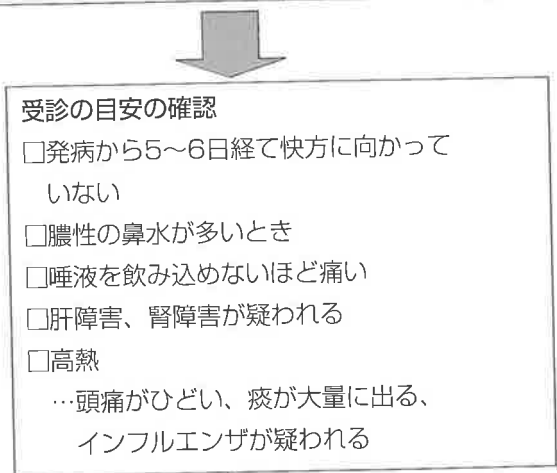 受診の目安の確認
□発病から5～6日経て快方に向かって
いない
□膿性の鼻水が多いとき
□唾液を飲み込めないほど痛い
□肝障害、腎障害が疑われる
□高熱
…頭痛がひどい、痰が大量に出る、
インフルエンザが疑われる